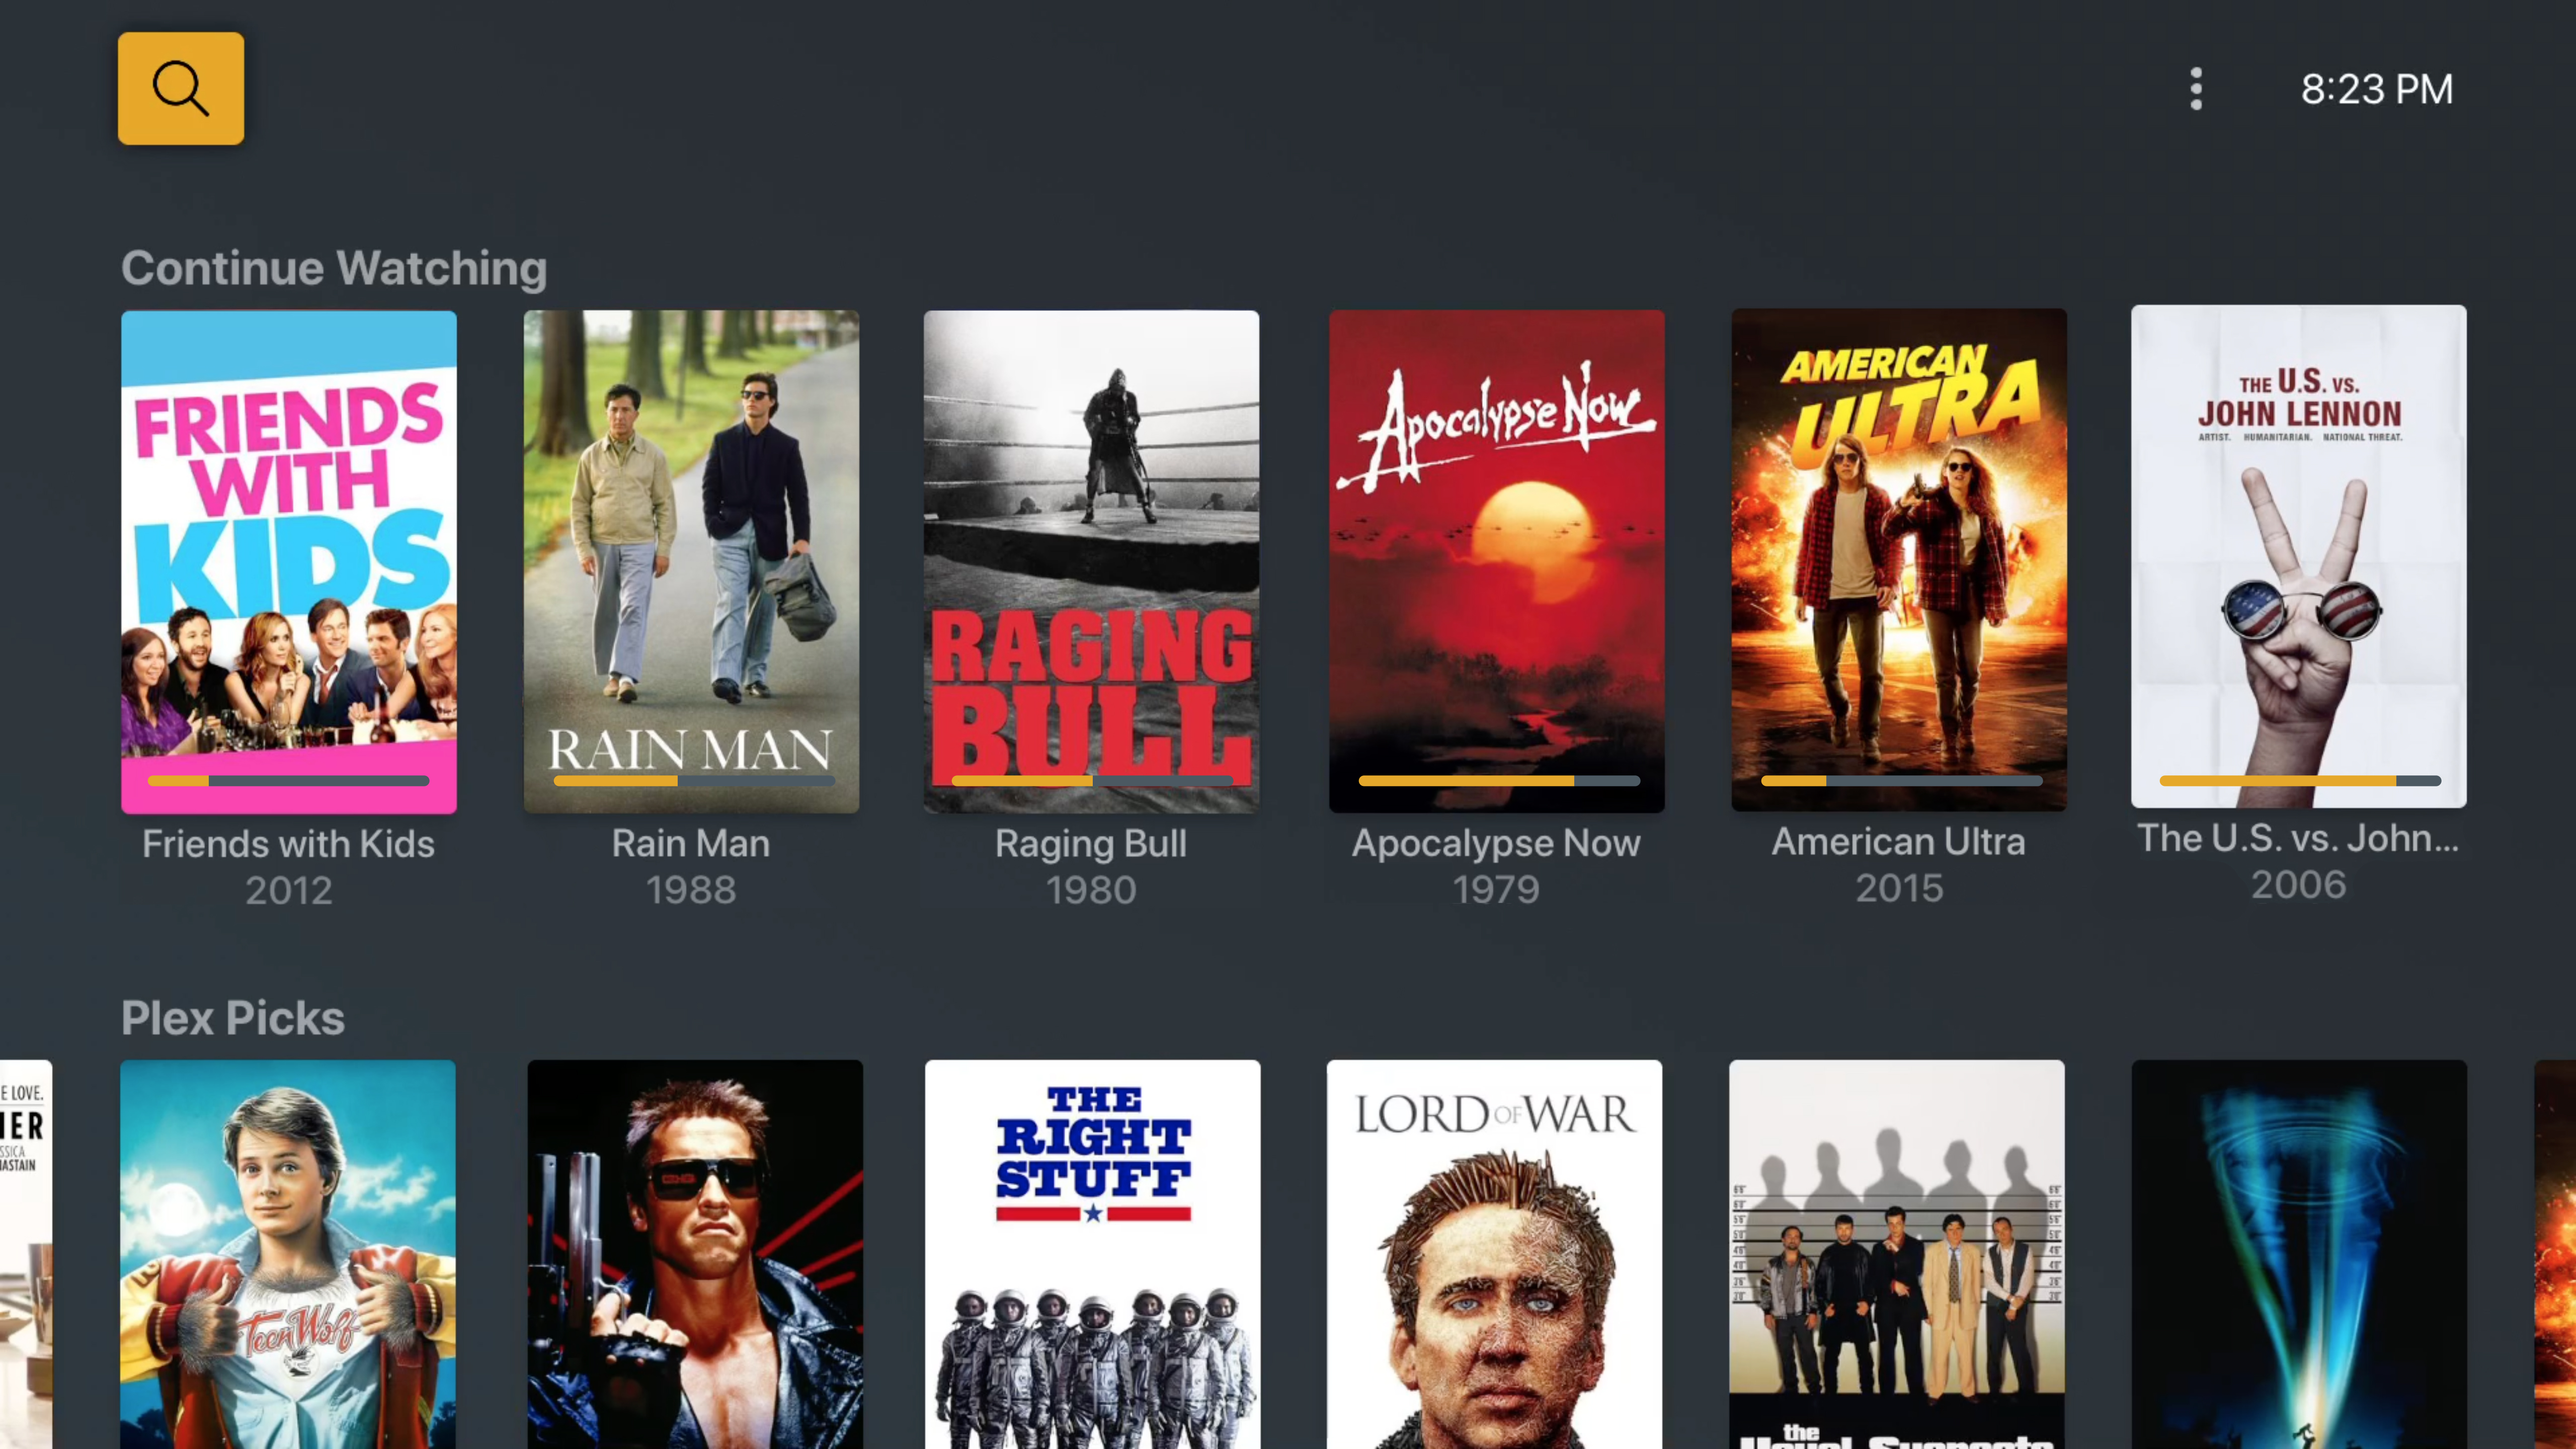 8:23 PM
Continue Watching
FRIENDS
WITH
KIDS
RAIN MAN
RAGING
BULL
Apocalypse Now
AMERICAN
ULTRA
THE U.S. VS.
JOHN LENNON
ARTIST. HUMANITARIAN. NATIONAL THREAT.
Friends with Kids
2012
Rain Man
1988
Raging Bull
1980
Apocalypse Now
1979
American Ultra
2015
The U.S. vs. John...
2006
Plex Picks
E LOVE.
IER
SSICA
ASTAIN
Teen Wolf
THE
RIGHT
STUFF
LORD OF WAR
the
Usual Suspects